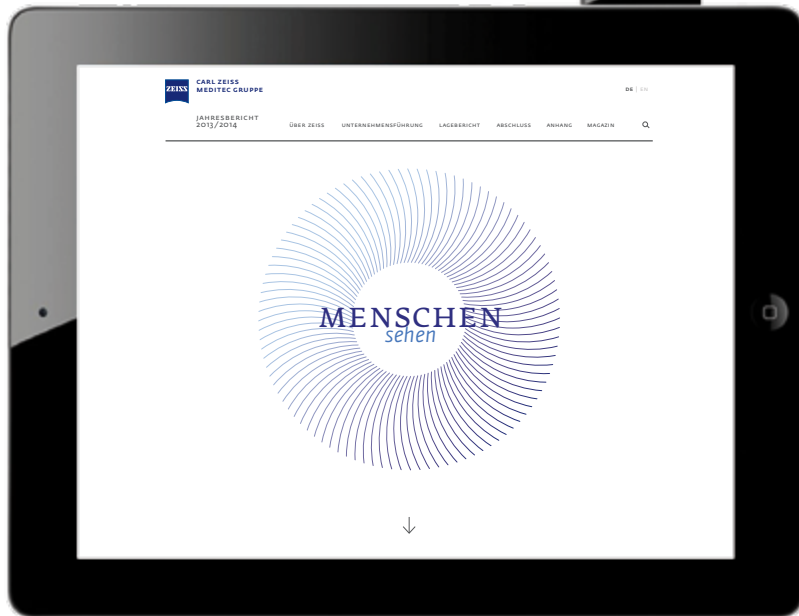 ZEISS
CARL ZEISS
MEDITEC GRUPPE
DE | EN
JAHRESBERICHT
2013/2014
ÜBER ZEISS UNTERNEHMENSFÜHRUNG LAGEBERICHT ABSCHLUSS ANHANG MAGAZIN
MENSCHEN
sehen